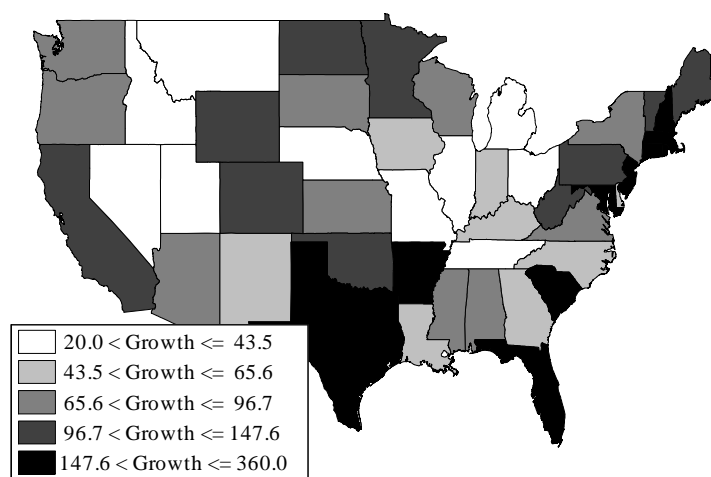 20.0 < Growth <= 43.5
43.5 < Growth <= 65.6
65.6 < Growth <= 96.7
96.7 < Growth <= 147.6
147.6 < Growth <= 360.0